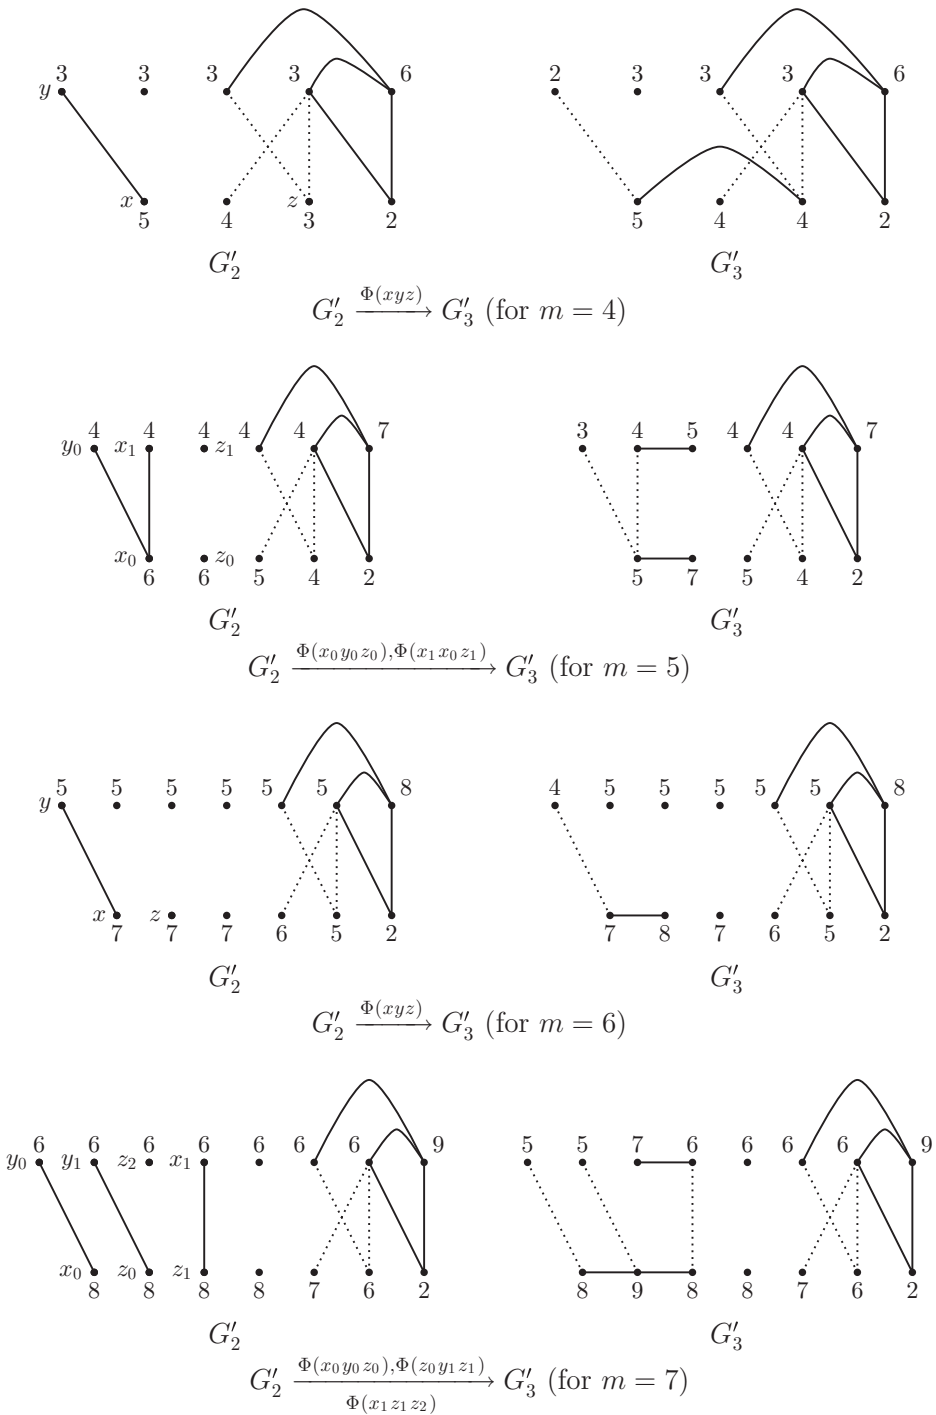 3 3 3 3 6 2 3 3 3 6
y
x z
5 4 3 2 5 4 4 2
G′₂ G′₃
G′₂ —Φ(xyz)→ G′₃ (for m = 4)
4 4 4 4 4 7 3 4 5 4 4 7
y₀ x₁ z₁
x₀ z₀
6 6 5 4 2 5 7 5 4 2
G′₂ G′₃
G′₂ —Φ(x₀y₀z₀),Φ(x₁x₀z₁)→ G′₃ (for m = 5)
5 5 5 5 5 5 8 4 5 5 5 5 5 8
y
x z
7 7 7 6 5 2 7 8 7 6 5 2
G′₂ G′₃
G′₂ —Φ(xyz)→ G′₃ (for m = 6)
6 6 6 6 6 6 6 9 5 5 7 6 6 6 6 9
y₀ y₁ z₂ x₁
x₀ z₀ z₁
8 8 8 8 7 6 2 8 9 8 8 7 6 2
G′₂ G′₃
G′₂ —Φ(x₀y₀z₀),Φ(z₀y₁z₁)→ G′₃ (for m = 7)
Φ(x₁z₁z₂)